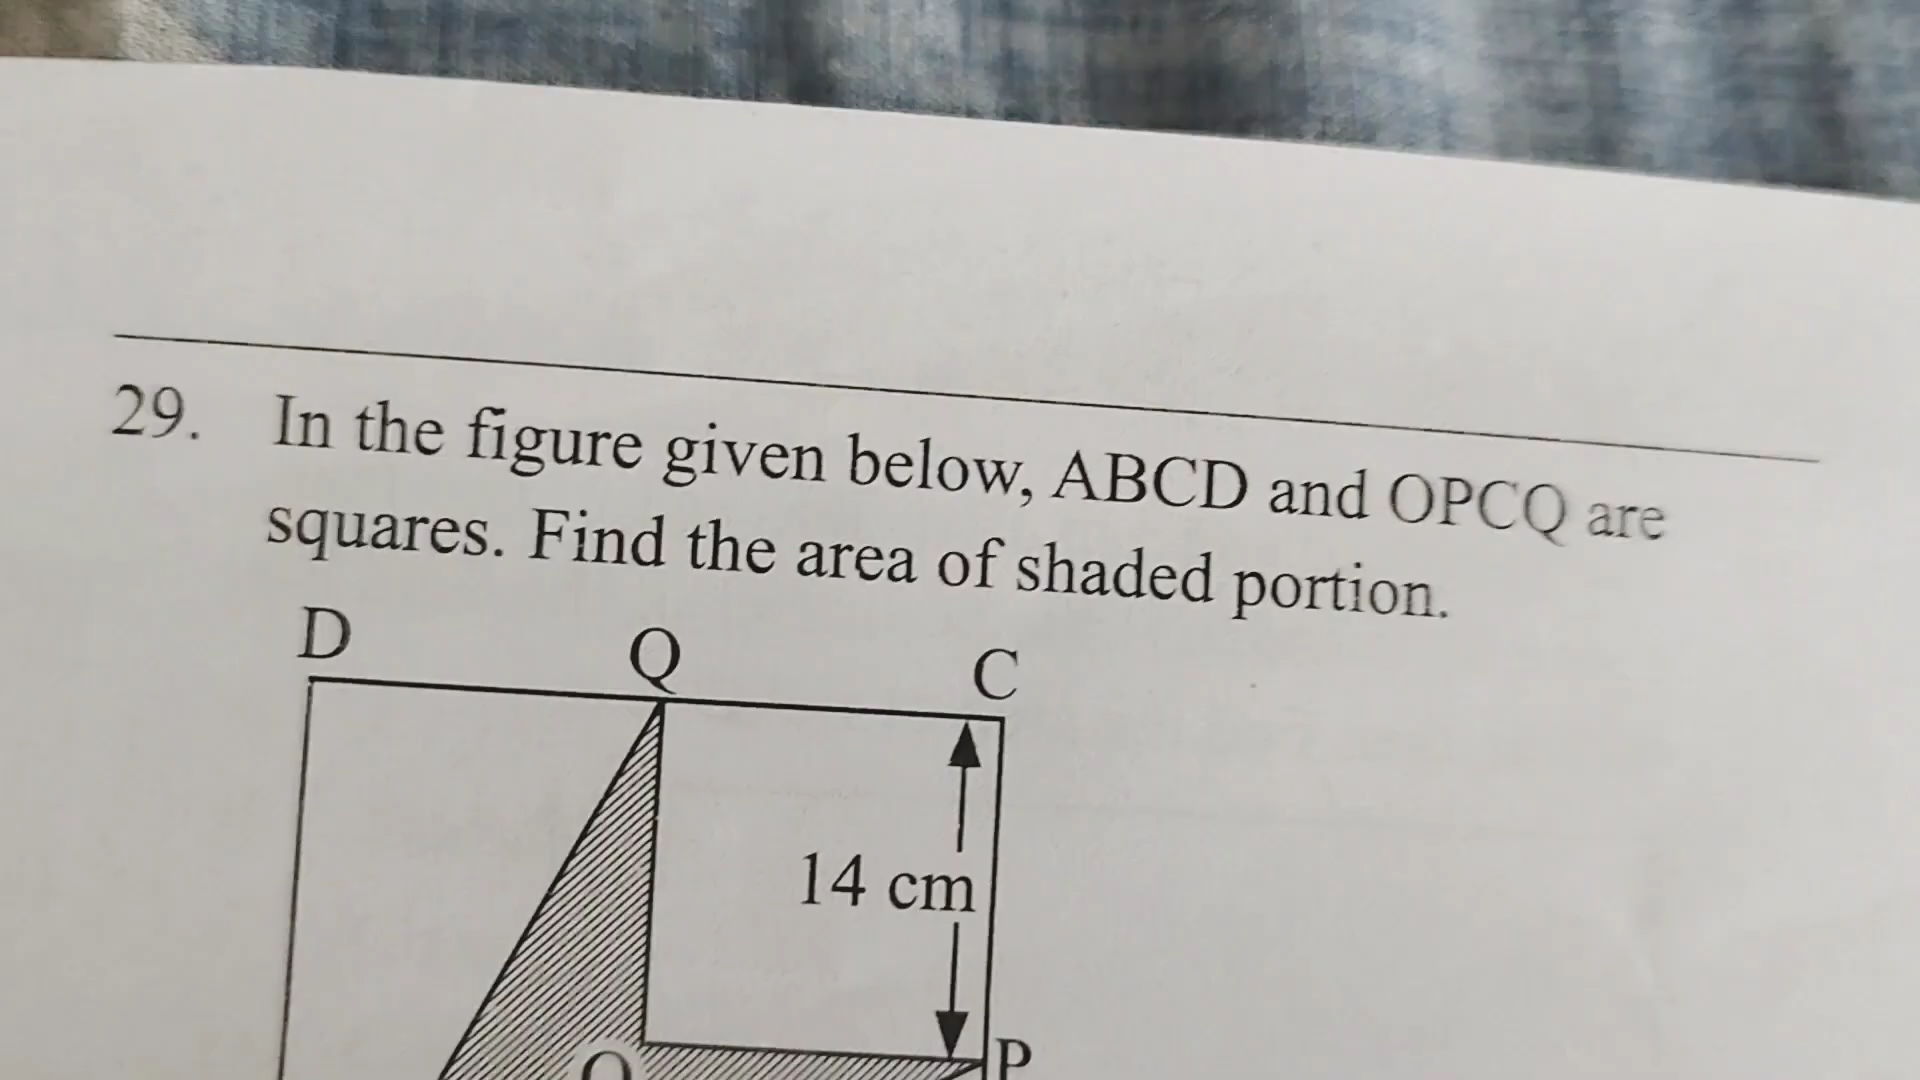 29. In the figure given below, ABCD and OPCQ are
squares. Find the area of shaded portion.
D Q C
14 cm
O P